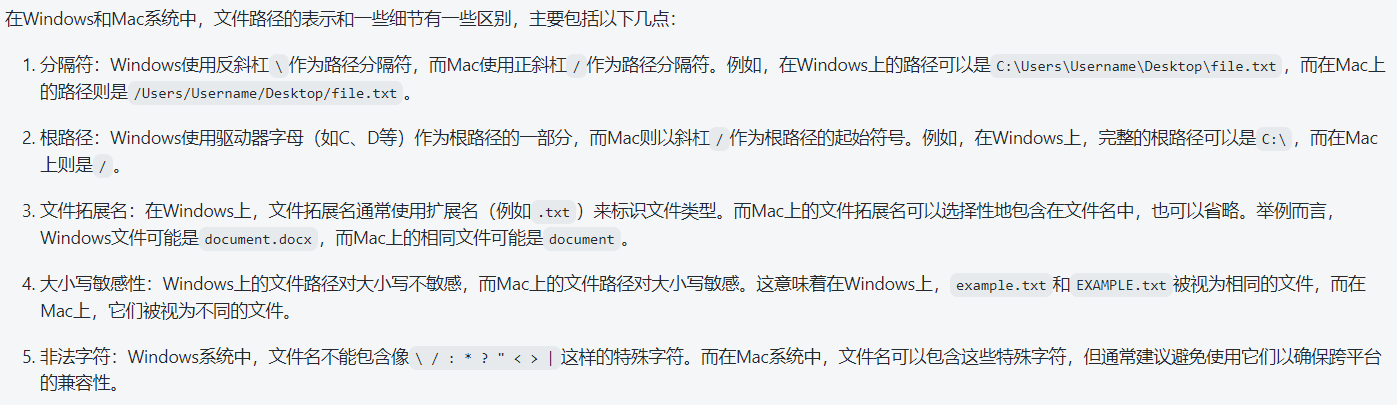 在Windows和Mac系统中，文件路径的表示和一些细节有一些区别，主要包括以下几点：
1. 分隔符：Windows使用反斜杠 \ 作为路径分隔符，而Mac使用正斜杠 / 作为路径分隔符。例如，在Windows上的路径可以是 C:\Users\Username\Desktop\file.txt ，而在Mac上
的路径则是 /Users/Username/Desktop/file.txt 。
2. 根路径：Windows使用驱动器字母（如C、D等）作为根路径的一部分，而Mac则以斜杠 / 作为根路径的起始符号。例如，在Windows上，完整的根路径可以是 C:\ ，而在Mac
上则是 / 。
3. 文件拓展名：在Windows上，文件拓展名通常使用扩展名（例如 .txt ）来标识文件类型。而Mac上的文件拓展名可以选择性地包含在文件名中，也可以省略。举例而言，
Windows文件可能是 document.docx ，而Mac上的相同文件可能是 document 。
4. 大小写敏感性：Windows上的文件路径对大小写不敏感，而Mac上的文件路径对大小写敏感。这意味着在Windows上， example.txt 和 EXAMPLE.txt 被视为相同的文件，而在
Mac上，它们被视为不同的文件。
5. 非法字符：Windows系统中，文件名不能包含像 \ / : * ? " < > | 这样的特殊字符。而在Mac系统中，文件名可以包含这些特殊字符，但通常建议避免使用它们以确保跨平台
的兼容性。